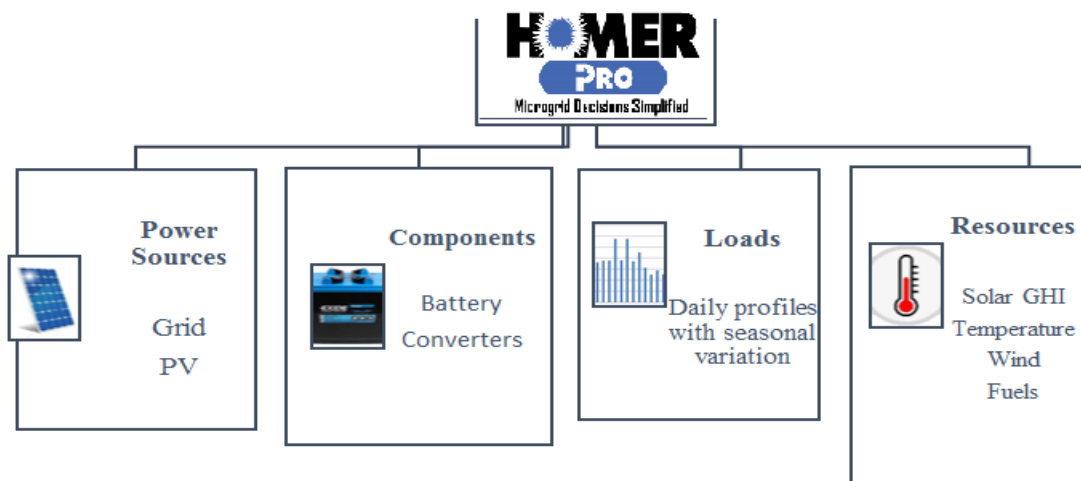 HOMER
PRO
Microgrid Decisions Simplified
Power
Sources
Grid
PV
Components
Battery
Converters
Loads
Daily profiles
with seasonal
variation
Resources
Solar GHI
Temperature
Wind
Fuels